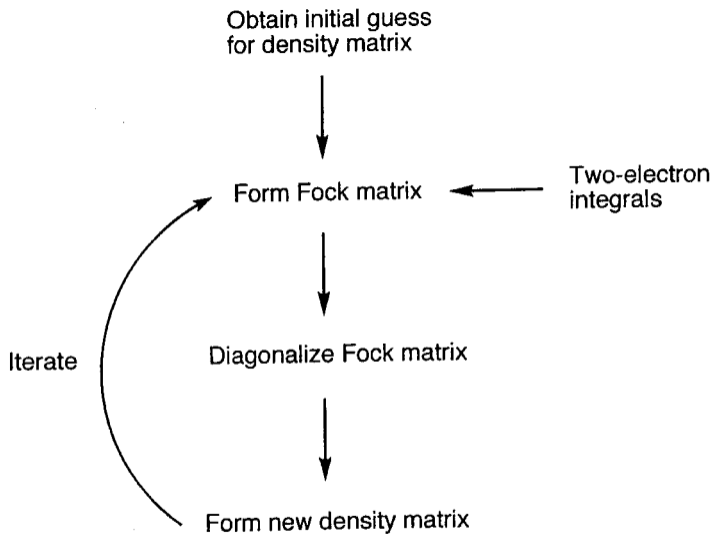 Obtain initial guess
for density matrix
Form Fock matrix
Two-electron
integrals
Iterate
Diagonalize Fock matrix
Form new density matrix